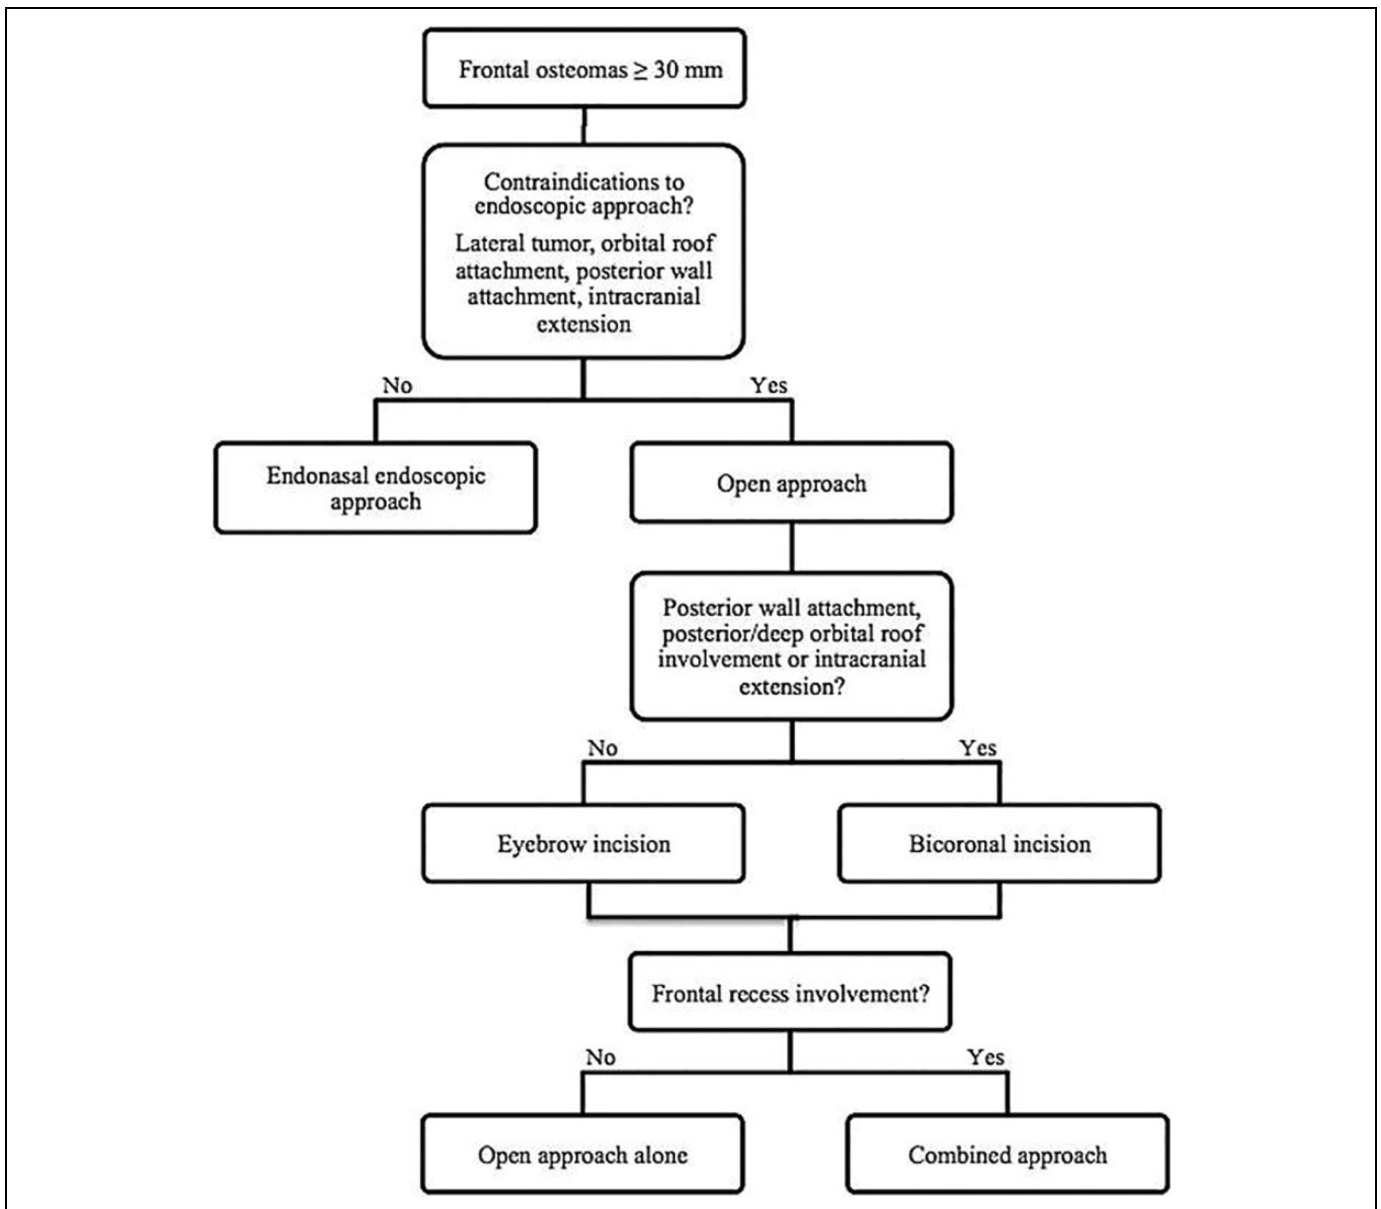 Frontal osteomas ≥ 30 mm
Contraindications to
endoscopic approach?
Lateral tumor, orbital roof
attachment, posterior wall
attachment, intracranial
extension
No
Yes
Endonasal endoscopic
approach
Open approach
Posterior wall attachment,
posterior/deep orbital roof
involvement or intracranial
extension?
No
Yes
Eyebrow incision
Bicoronal incision
Frontal recess involvement?
No
Yes
Open approach alone
Combined approach